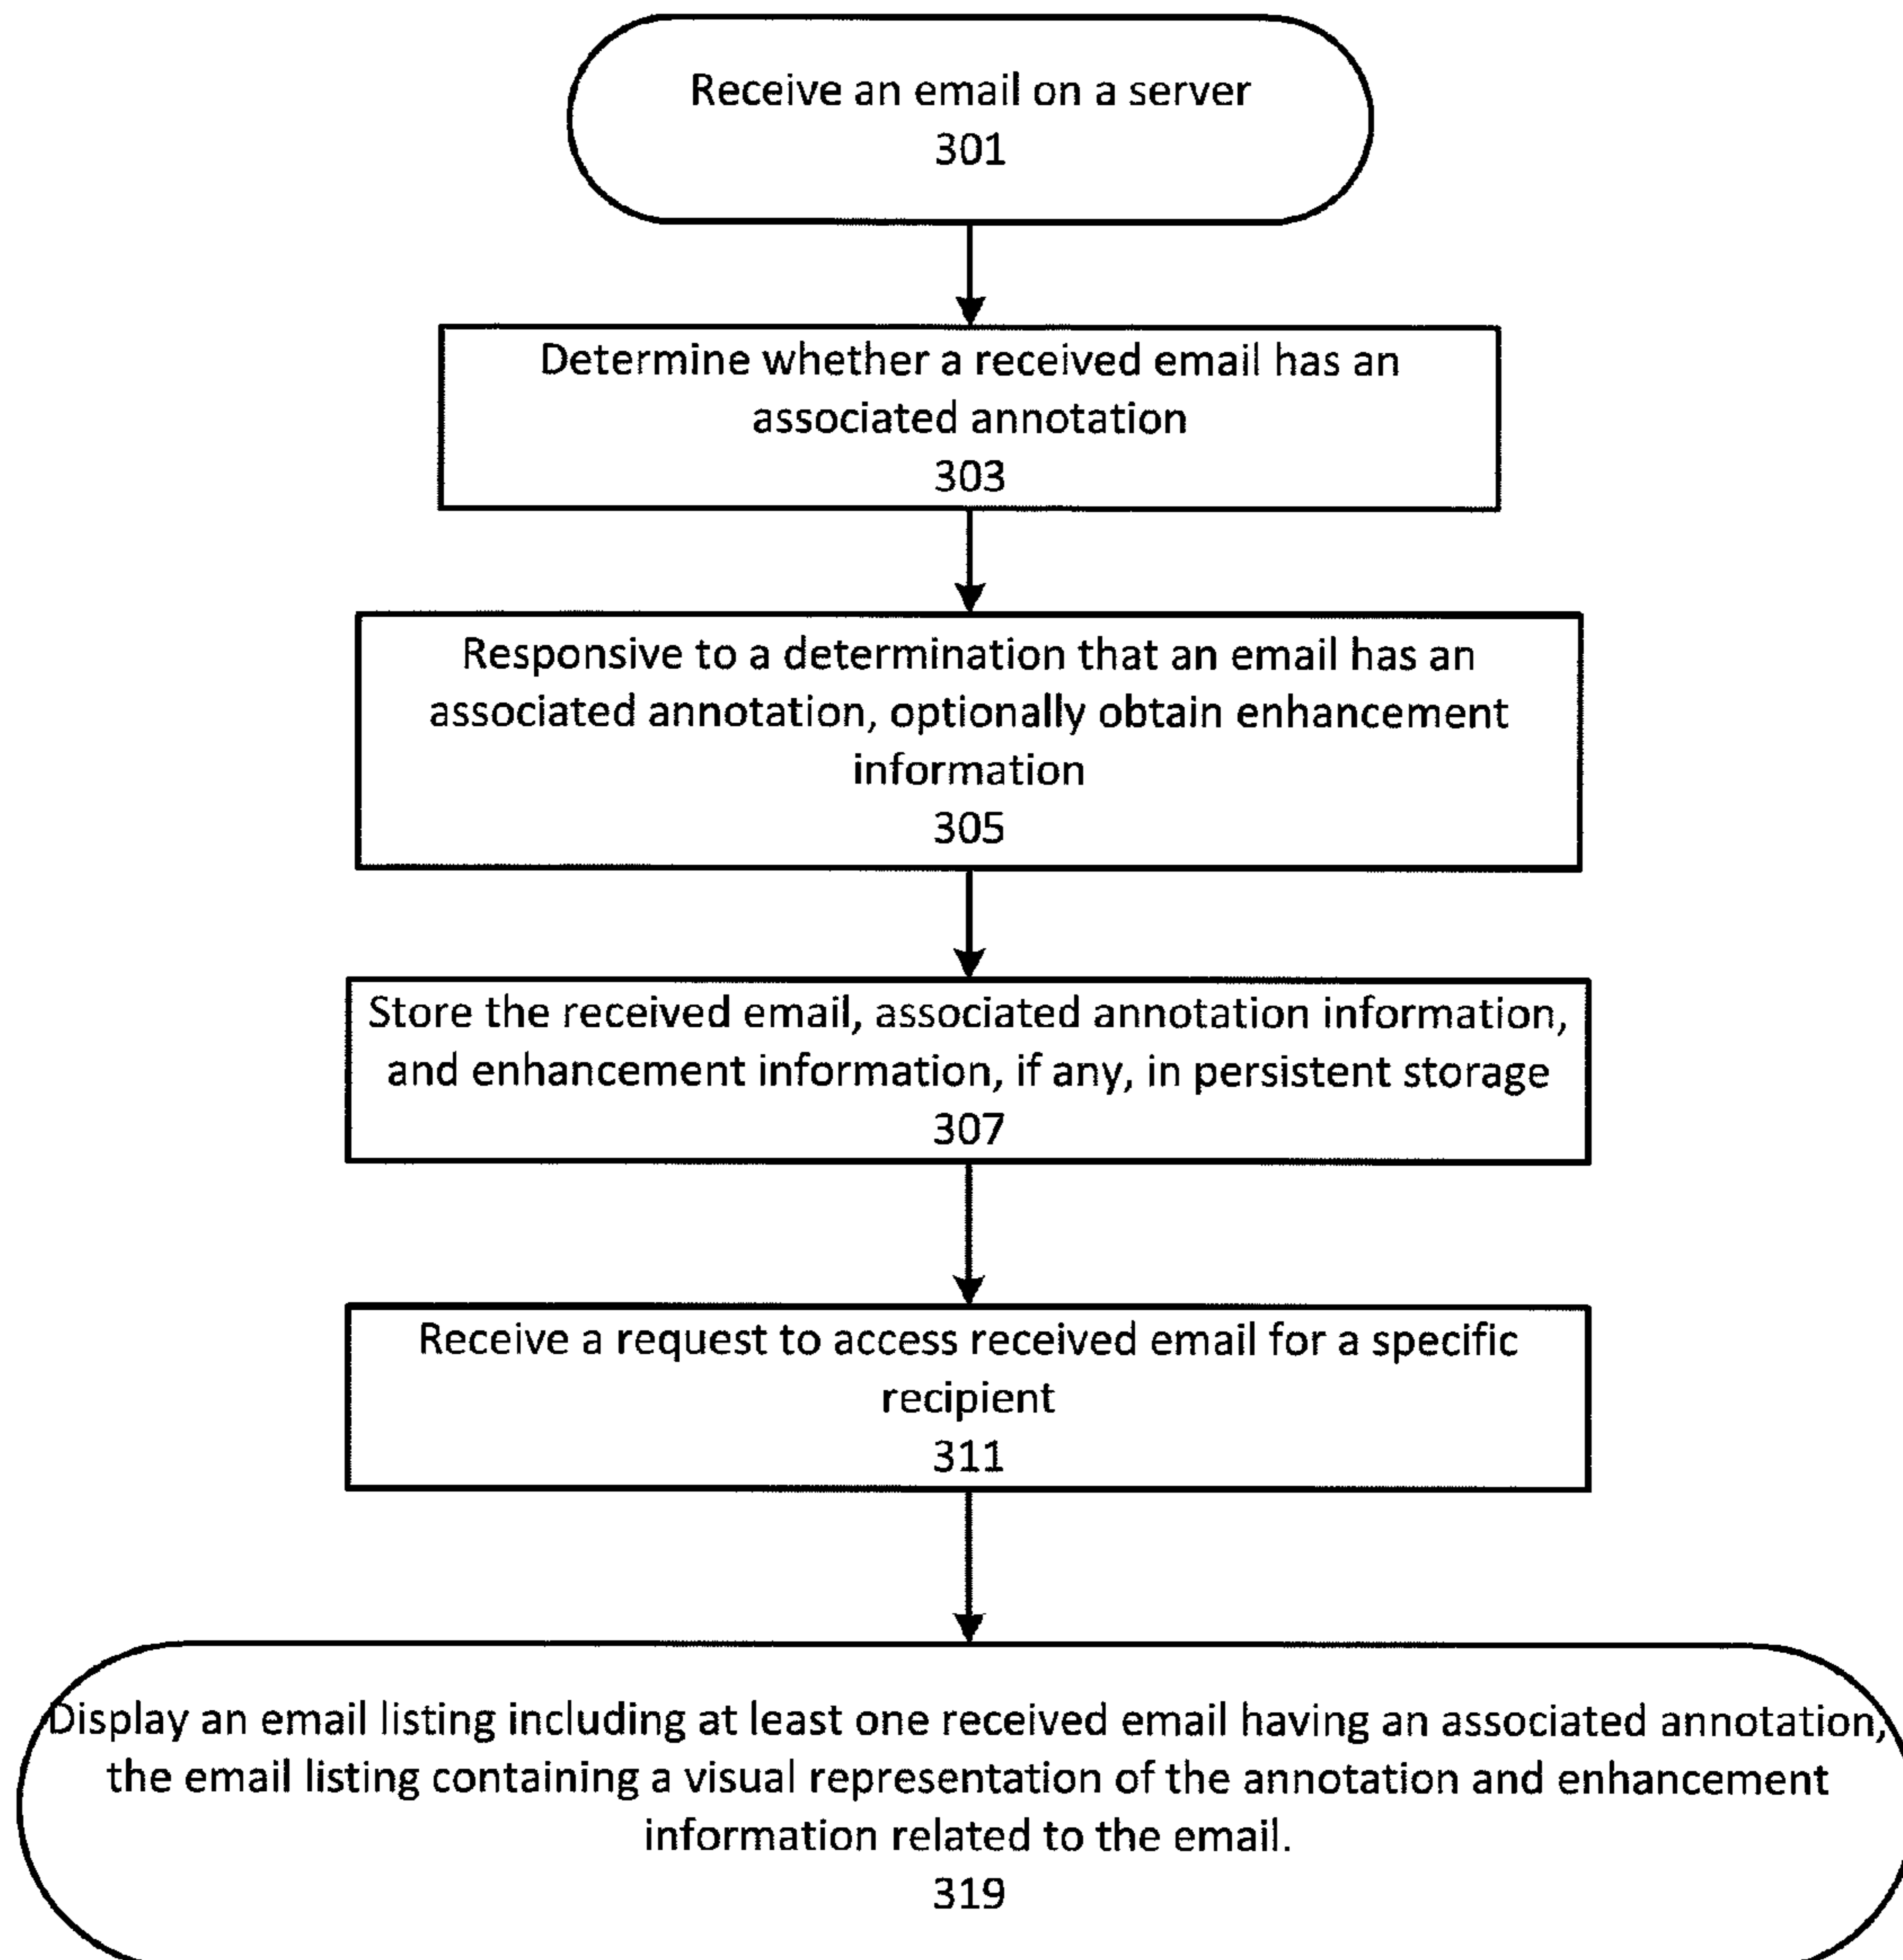 Receive an email on a server
301
Determine whether a received email has an
associated annotation
303
Responsive to a determination that an email has an
associated annotation, optionally obtain enhancement
information
305
Store the received email, associated annotation information,
and enhancement information, if any, in persistent storage
307
Receive a request to access received email for a specific
recipient
311
Display an email listing including at least one received email having an associated annotation,
the email listing containing a visual representation of the annotation and enhancement
information related to the email.
319